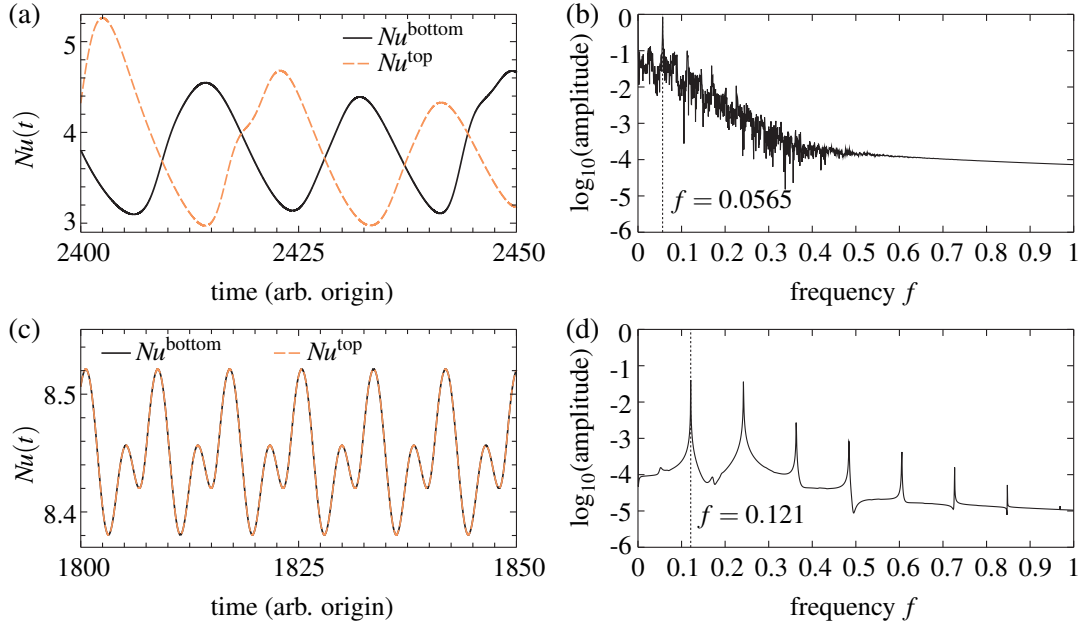 (a)
Nu(t)
5
4
3
Nu^bottom
Nu^top
2400 2425 2450
time (arb. origin)
(b)
log₁₀(amplitude)
-0
-1
-2
-3
-4
-5
-6
f = 0.0565
0 0.1 0.2 0.3 0.4 0.5 0.6 0.7 0.8 0.9 1
frequency f
(c)
Nu(t)
8.5
8.4
Nu^bottom Nu^top
1800 1825 1850
time (arb. origin)
(d)
log₁₀(amplitude)
0
-1
-2
-3
-4
-5
-6
f = 0.121
0 0.1 0.2 0.3 0.4 0.5 0.6 0.7 0.8 0.9 1
frequency f